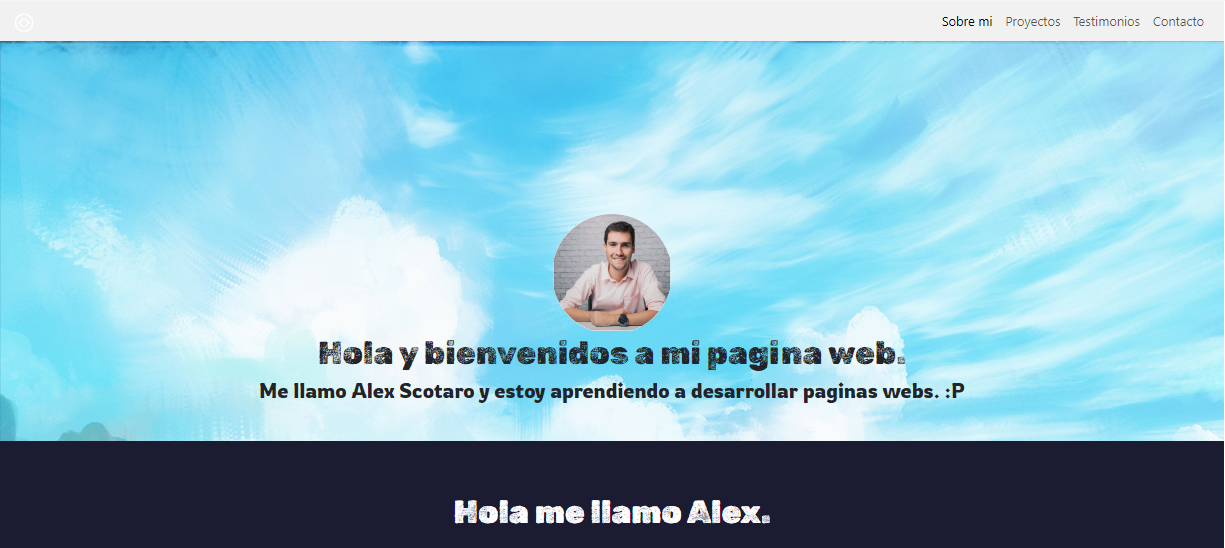 Sobre mi Proyectos Testimonios Contacto
Hola y bienvenidos a mi pagina web.
Me llamo Alex Scotaro y estoy aprendiendo a desarrollar paginas webs. :P
Hola me llamo Alex.